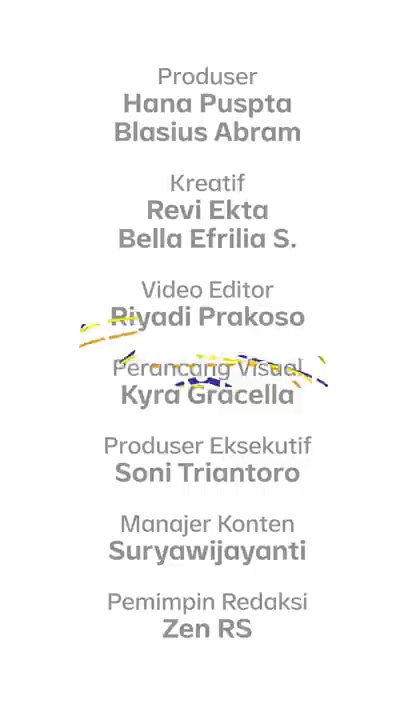 Produser
Hana Puspta
Blasius Abram
Kreatif
Revi Ekta
Bella Efrilia S.
Video Editor
Riyadi Prakoso
Perancang Visual
Kyra Gracella
Produser Eksekutif
Soni Triantoro
Manajer Konten
Suryawijayanti
Pemimpin Redaksi
Zen RS